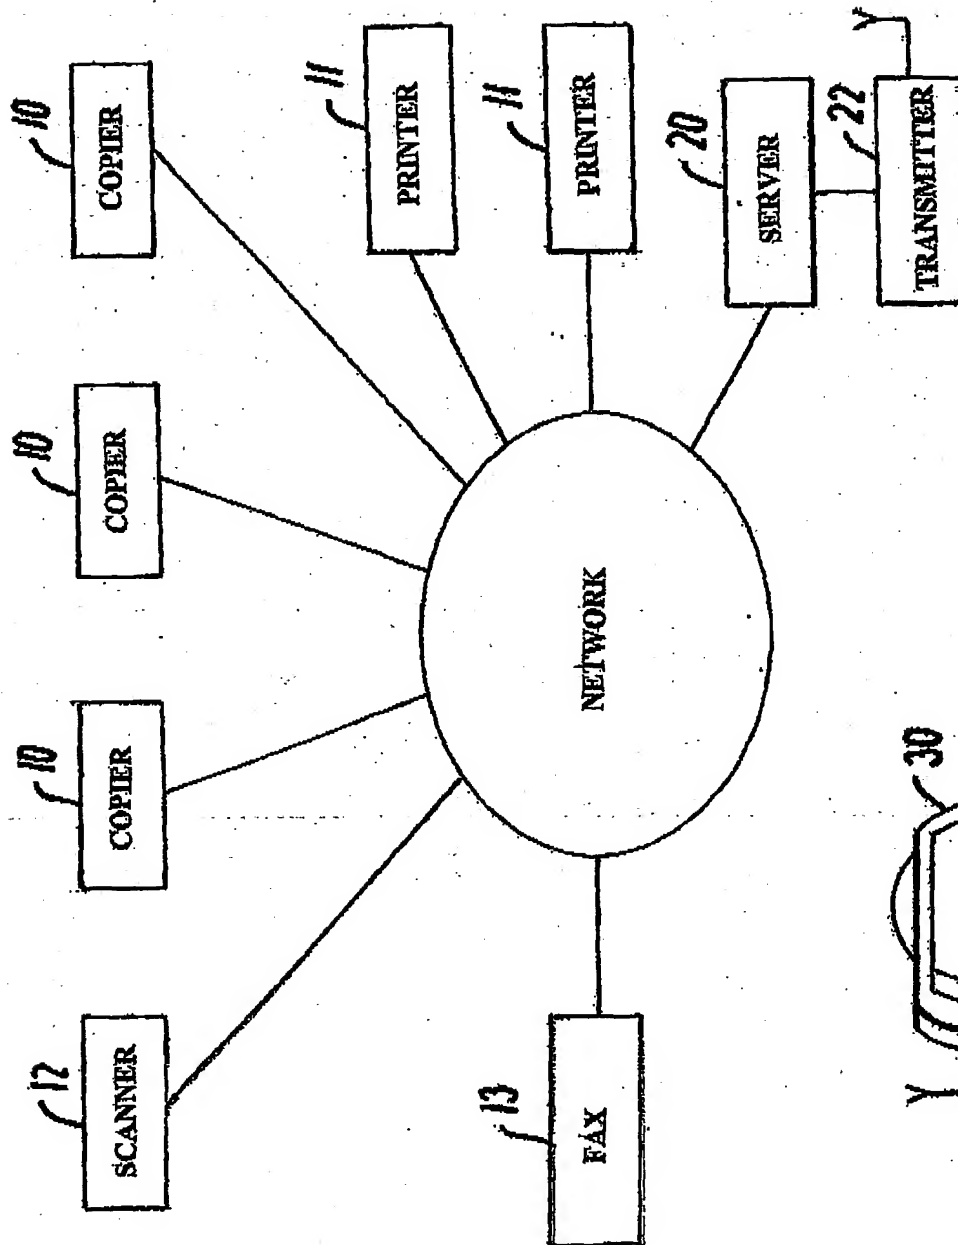 12
SCANNER
10
COPIER
10
COPIER
10
COPIER
11
PRINTER
11
PRINTER
13
FAX
NETWORK
20
SERVER
22
TRANSMITTER
30